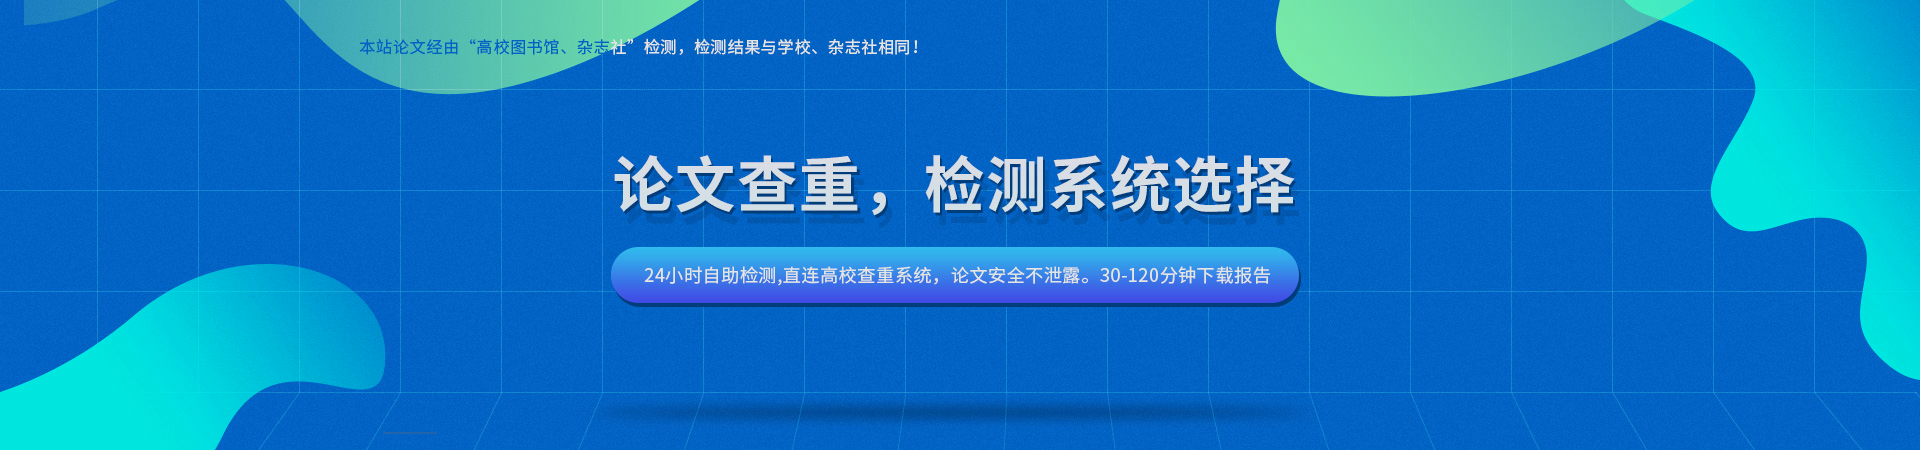 本站论文经由“高校图书馆、杂志社”检测，检测结果与学校、杂志社相同！
论文查重，检测系统选择
24小时自助检测,直连高校查重系统，论文安全不泄露。30-120分钟下载报告